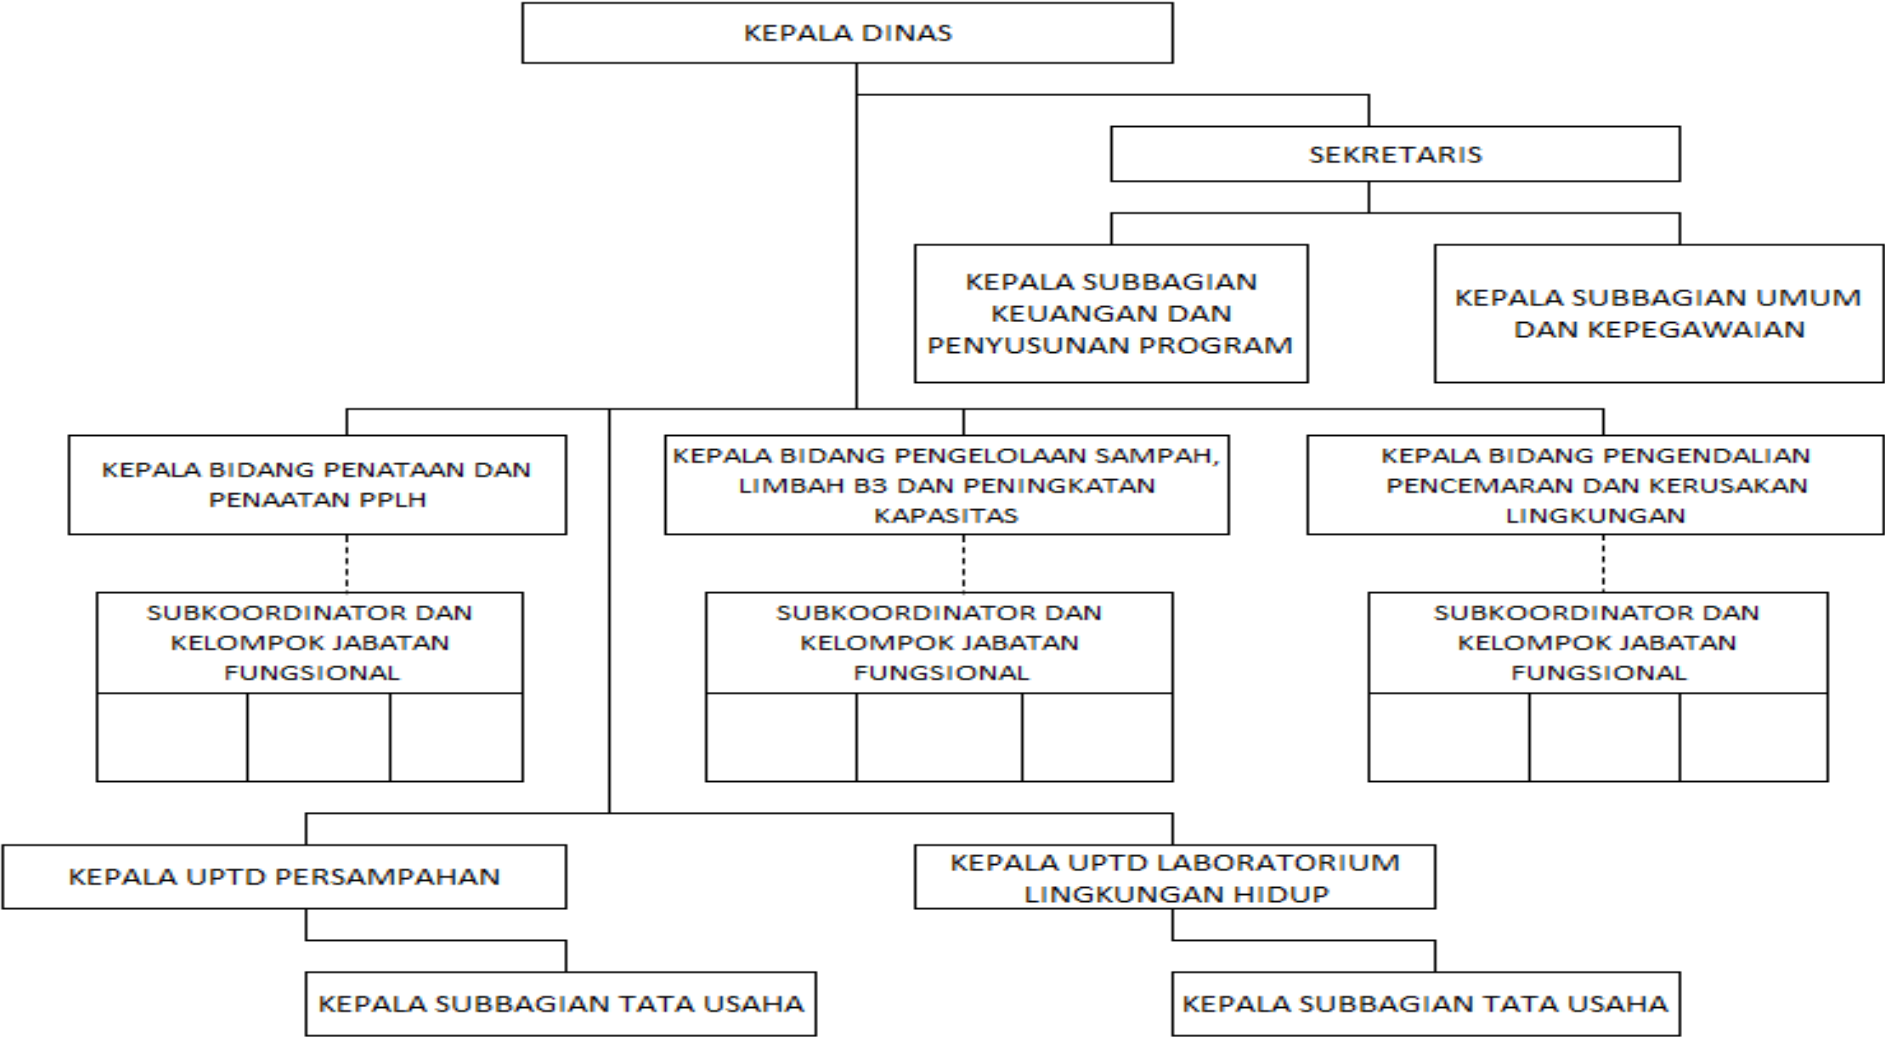 KEPALA DINAS
SEKRETARIS
KEPALA SUBBAGIAN
KEUANGAN DAN
PENYUSUNAN PROGRAM
KEPALA SUBBAGIAN UMUM
DAN KEPEGAWAIAN
KEPALA BIDANG PENATAAN DAN
PENAATAN PPLH
KEPALA BIDANG PENGELOLAAN SAMPAH,
LIMBAH B3 DAN PENINGKATAN
KAPASITAS
KEPALA BIDANG PENGENDALIAN
PENCEMARAN DAN KERUSAKAN
LINGKUNGAN
SUBKOORDINATOR DAN
KELOMPOK JABATAN
FUNGSIONAL
SUBKOORDINATOR DAN
KELOMPOK JABATAN
FUNGSIONAL
SUBKOORDINATOR DAN
KELOMPOK JABATAN
FUNGSIONAL
KEPALA UPTD PERSAMPAHAN
KEPALA UPTD LABORATORIUM
LINGKUNGAN HIDUP
KEPALA SUBBAGIAN TATA USAHA
KEPALA SUBBAGIAN TATA USAHA